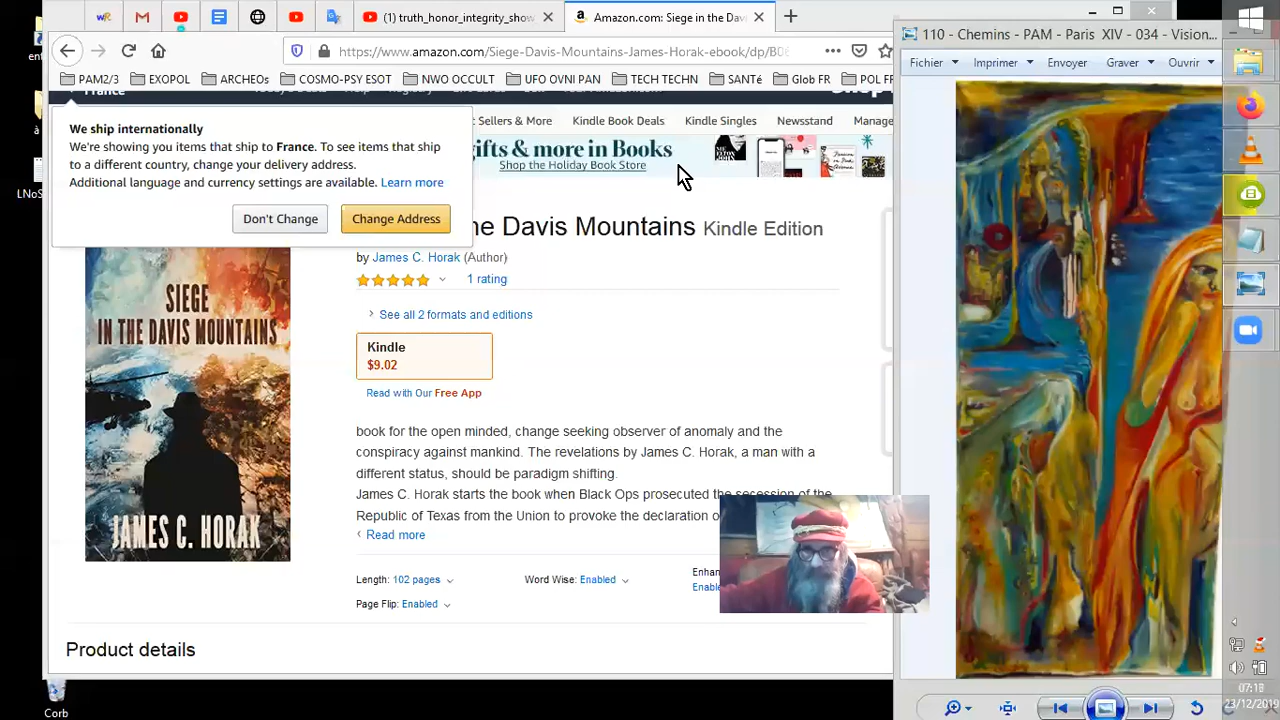 (1) truth_honor_integrity_show
Amazon.com: Siege in the Davi
110 - Chemins - PAM - Paris XIV - 034 - Vision...
https://www.amazon.com/Siege-Davis-Mountains-James-Horak-ebook/dp/B0
Fichier Imprimer Envoyer Graver Ouvrir
PAM2/3 EXOPOL ARCHEOs COSMO-PSY ESOT NWO OCCULT UFO OVNI PAN TECH TECHN SANTé Glob FR POL F
France
We ship internationally
We're showing you items that ship to France. To see items that ship
to a different country, change your delivery address.
Additional language and currency settings are available. Learn more
Don't Change Change Address
t Sellers & More Kindle Book Deals Kindle Singles Newsstand Manage
gifts & more in Books
Shop the Holiday Book Store
he Davis Mountains Kindle Edition
by James C. Horak (Author)
1 rating
See all 2 formats and editions
Kindle
$9.02
Read with Our Free App
SIEGE
IN THE DAVIS MOUNTAINS
JAMES C. HORAK
book for the open minded, change seeking observer of anomaly and the
conspiracy against mankind. The revelations by James C. Horak, a man with a
different status, should be paradigm shifting.
James C. Horak starts the book when Black Ops prosecuted the secession of the
Republic of Texas from the Union to provoke the declaration o
Read more
Length: 102 pages Word Wise: Enabled Enhan
Enable
Page Flip: Enabled
Product details
Corb
07:18